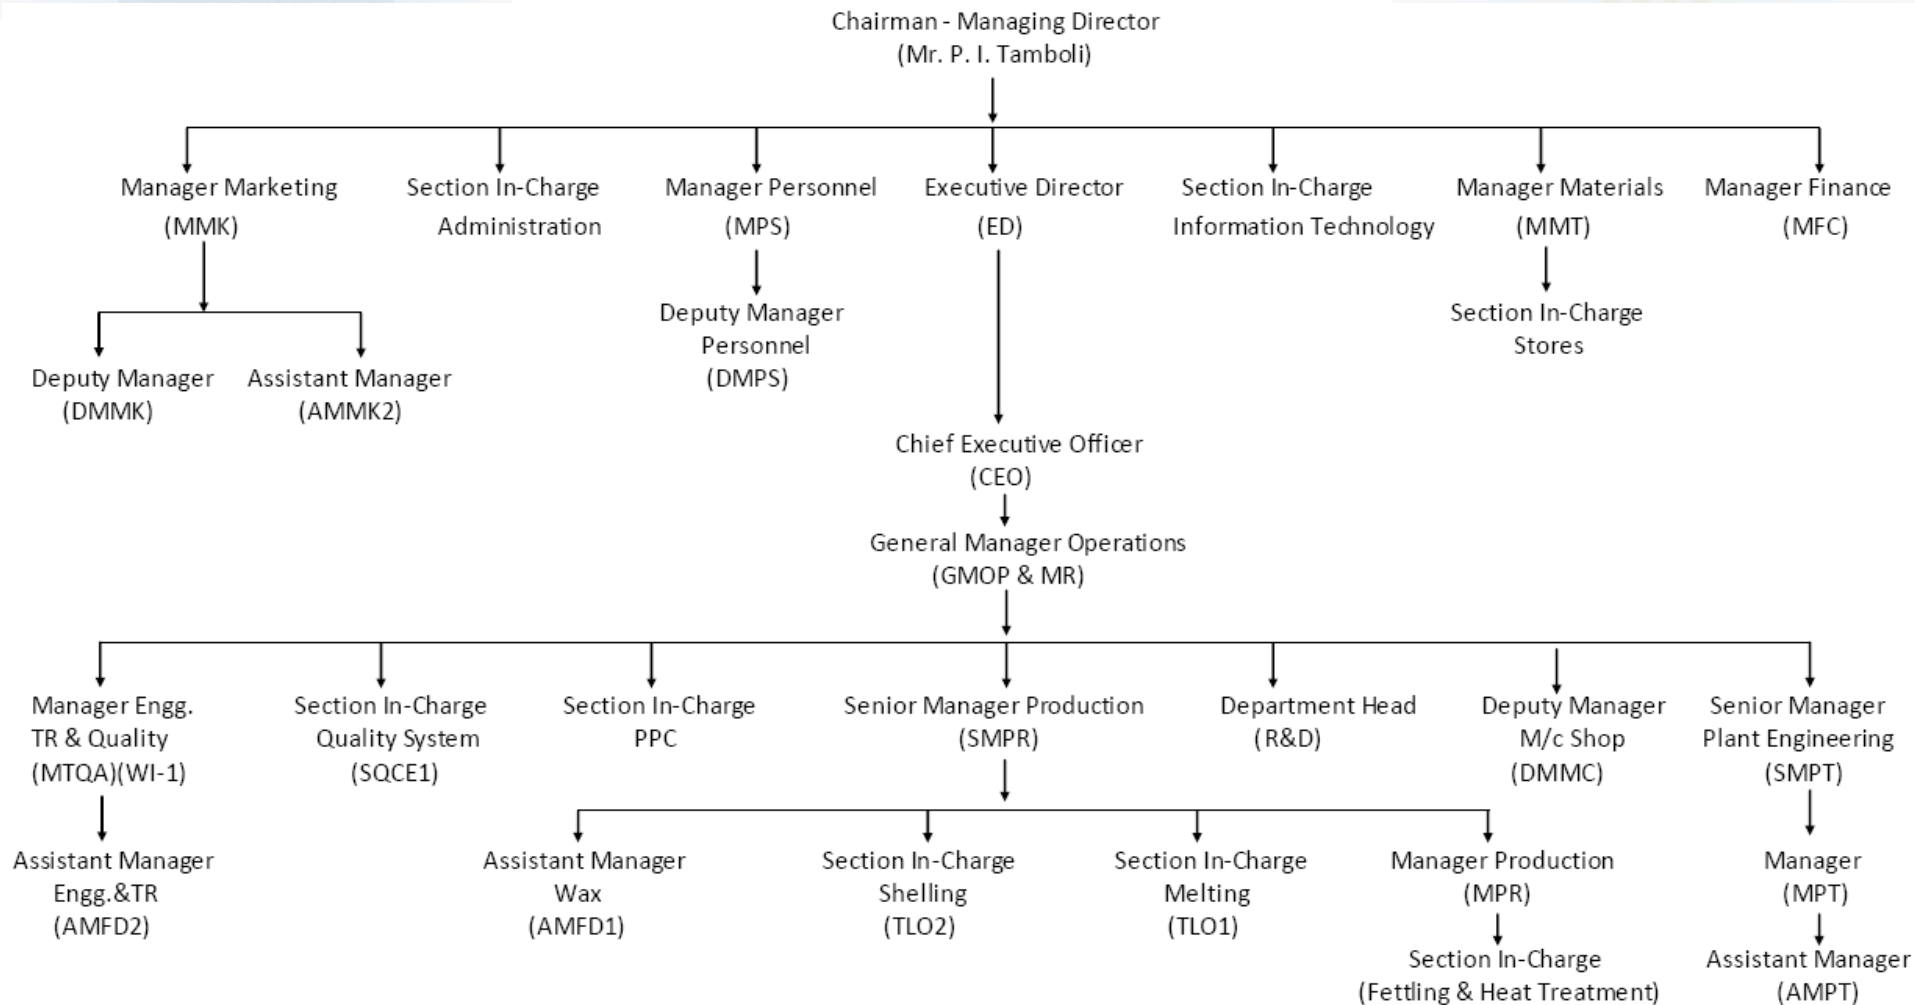 Chairman - Managing Director
(Mr. P. I. Tamboli)
Manager Marketing
(MMK)
Section In-Charge
Administration
Manager Personnel
(MPS)
Executive Director
(ED)
Section In-Charge
Information Technology
Manager Materials
(MMT)
Manager Finance
(MFC)
Deputy Manager
(DMMK)
Assistant Manager
(AMMK2)
Deputy Manager
Personnel
(DMPS)
Section In-Charge
Stores
Chief Executive Officer
(CEO)
General Manager Operations
(GMOP & MR)
Manager Engg.
TR & Quality
(MTQA)(WI-1)
Section In-Charge
Quality System
(SQCE1)
Section In-Charge
PPC
Senior Manager Production
(SMPR)
Department Head
(R&D)
Deputy Manager
M/c Shop
(DMMC)
Senior Manager
Plant Engineering
(SMPT)
Assistant Manager
Engg.&TR
(AMFD2)
Assistant Manager
Wax
(AMFD1)
Section In-Charge
Shelling
(TLO2)
Section In-Charge
Melting
(TLO1)
Manager Production
(MPR)
Manager
(MPT)
Section In-Charge
(Fettling & Heat Treatment)
Assistant Manager
(AMPT)